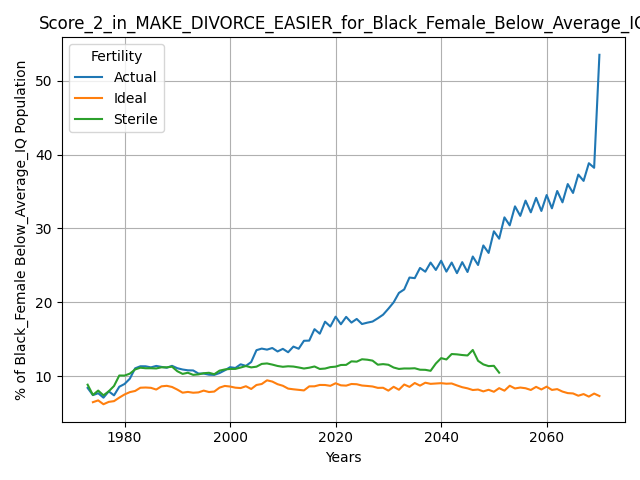 Score_2_in_MAKE_DIVORCE_EASIER_for_Black_Female_Below_Average_IQ
% of Black_Female Below_Average_IQ Population
Fertility
Actual
Ideal
Sterile
50
40
30
20
10
1980 2000 2020 2040 2060
Years